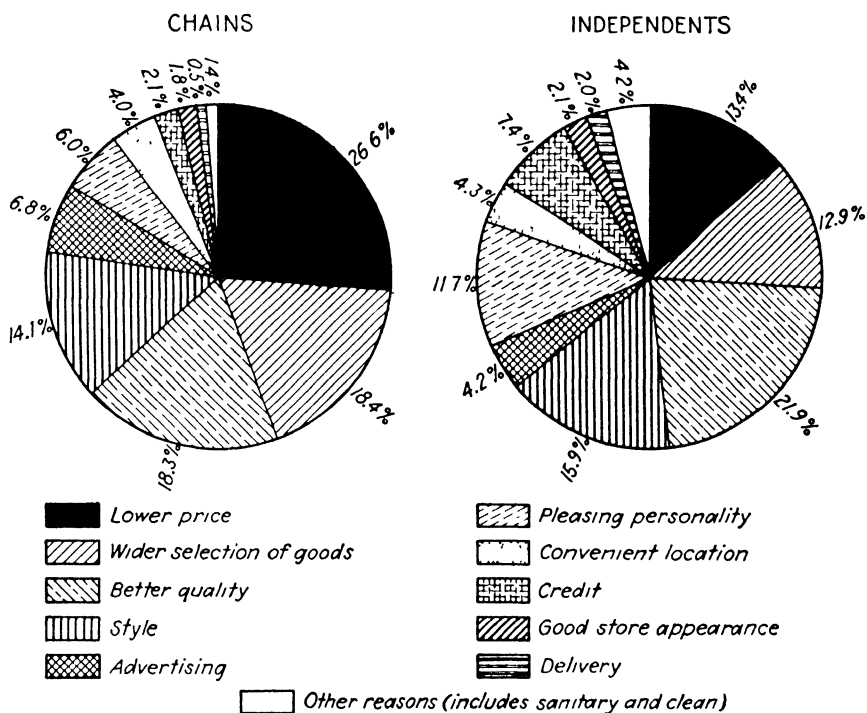 CHAINS
INDEPENDENTS
26.6%
18.4%
18.3%
14.1%
6.8%
6.0%
4.0%
2.1%
1.8%
0.5%
1.4%
13.4%
12.9%
21.9%
15.9%
4.2%
11.7%
4.3%
7.4%
2.1%
2.0%
4.2%
Lower price
Wider selection of goods
Better quality
Style
Advertising
Pleasing personality
Convenient location
Credit
Good store appearance
Delivery
Other reasons (includes sanitary and clean)